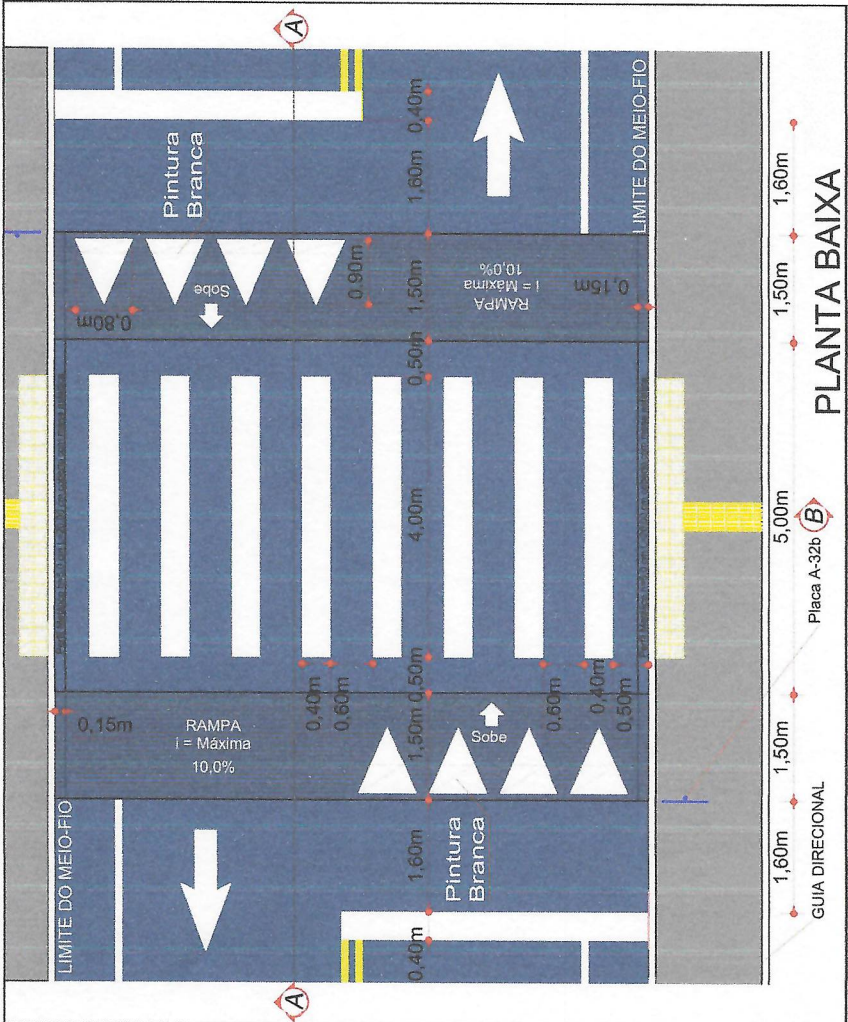 A
0,40m
1,60m
Pintura
Branca
LIMITE DO MEIO-FIO
0,90m
1,50m
Sobe
0,80m
RAMPA
i = Máxima
10,0%
0,15m
0,50m
4,00m
0,40m
0,60m
0,50m
0,60m
0,40m
0,50m
0,15m
RAMPA
i = Máxima
10,0%
1,50m
Sobe
LIMITE DO MEIO-FIO
1,60m
Pintura
Branca
0,40m
A
1,60m
1,50m
5,00m
1,50m
1,60m
Placa A-32b
B
GUIA DIRECIONAL
PLANTA BAIXA